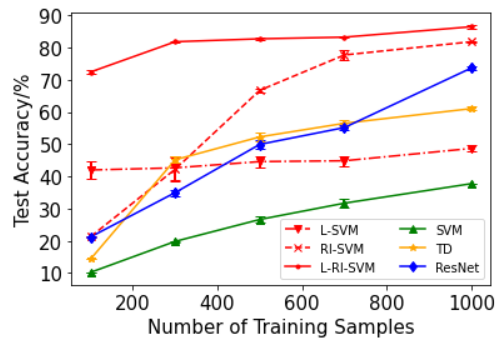 Test Accuracy/%
90
80
70
60
50
40
30
20
10
L-SVM
RI-SVM
L-RI-SVM
SVM
TD
ResNet
200 400 600 800 1000
Number of Training Samples